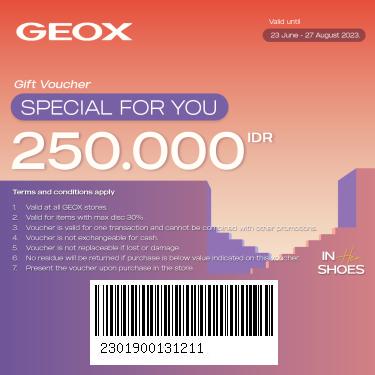 GEOX
Valid until
23 June - 27 August 2023.
Gift Voucher
SPECIAL FOR YOU
250.000 IDR
Terms and conditions apply
1. Valid at all GEOX stores.
2. Valid for items with max disc 30%.
3. Voucher is valid for one transaction and cannot be combined with other promotions.
4. Voucher is not exchangeable for cash.
5. Voucher is not replaceable if lost or damage.
6. No residue will be returned if purchase is below value indicated on this voucher.
7. Present the voucher upon purchase in the store.
IN Her
SHOES
2301900131211